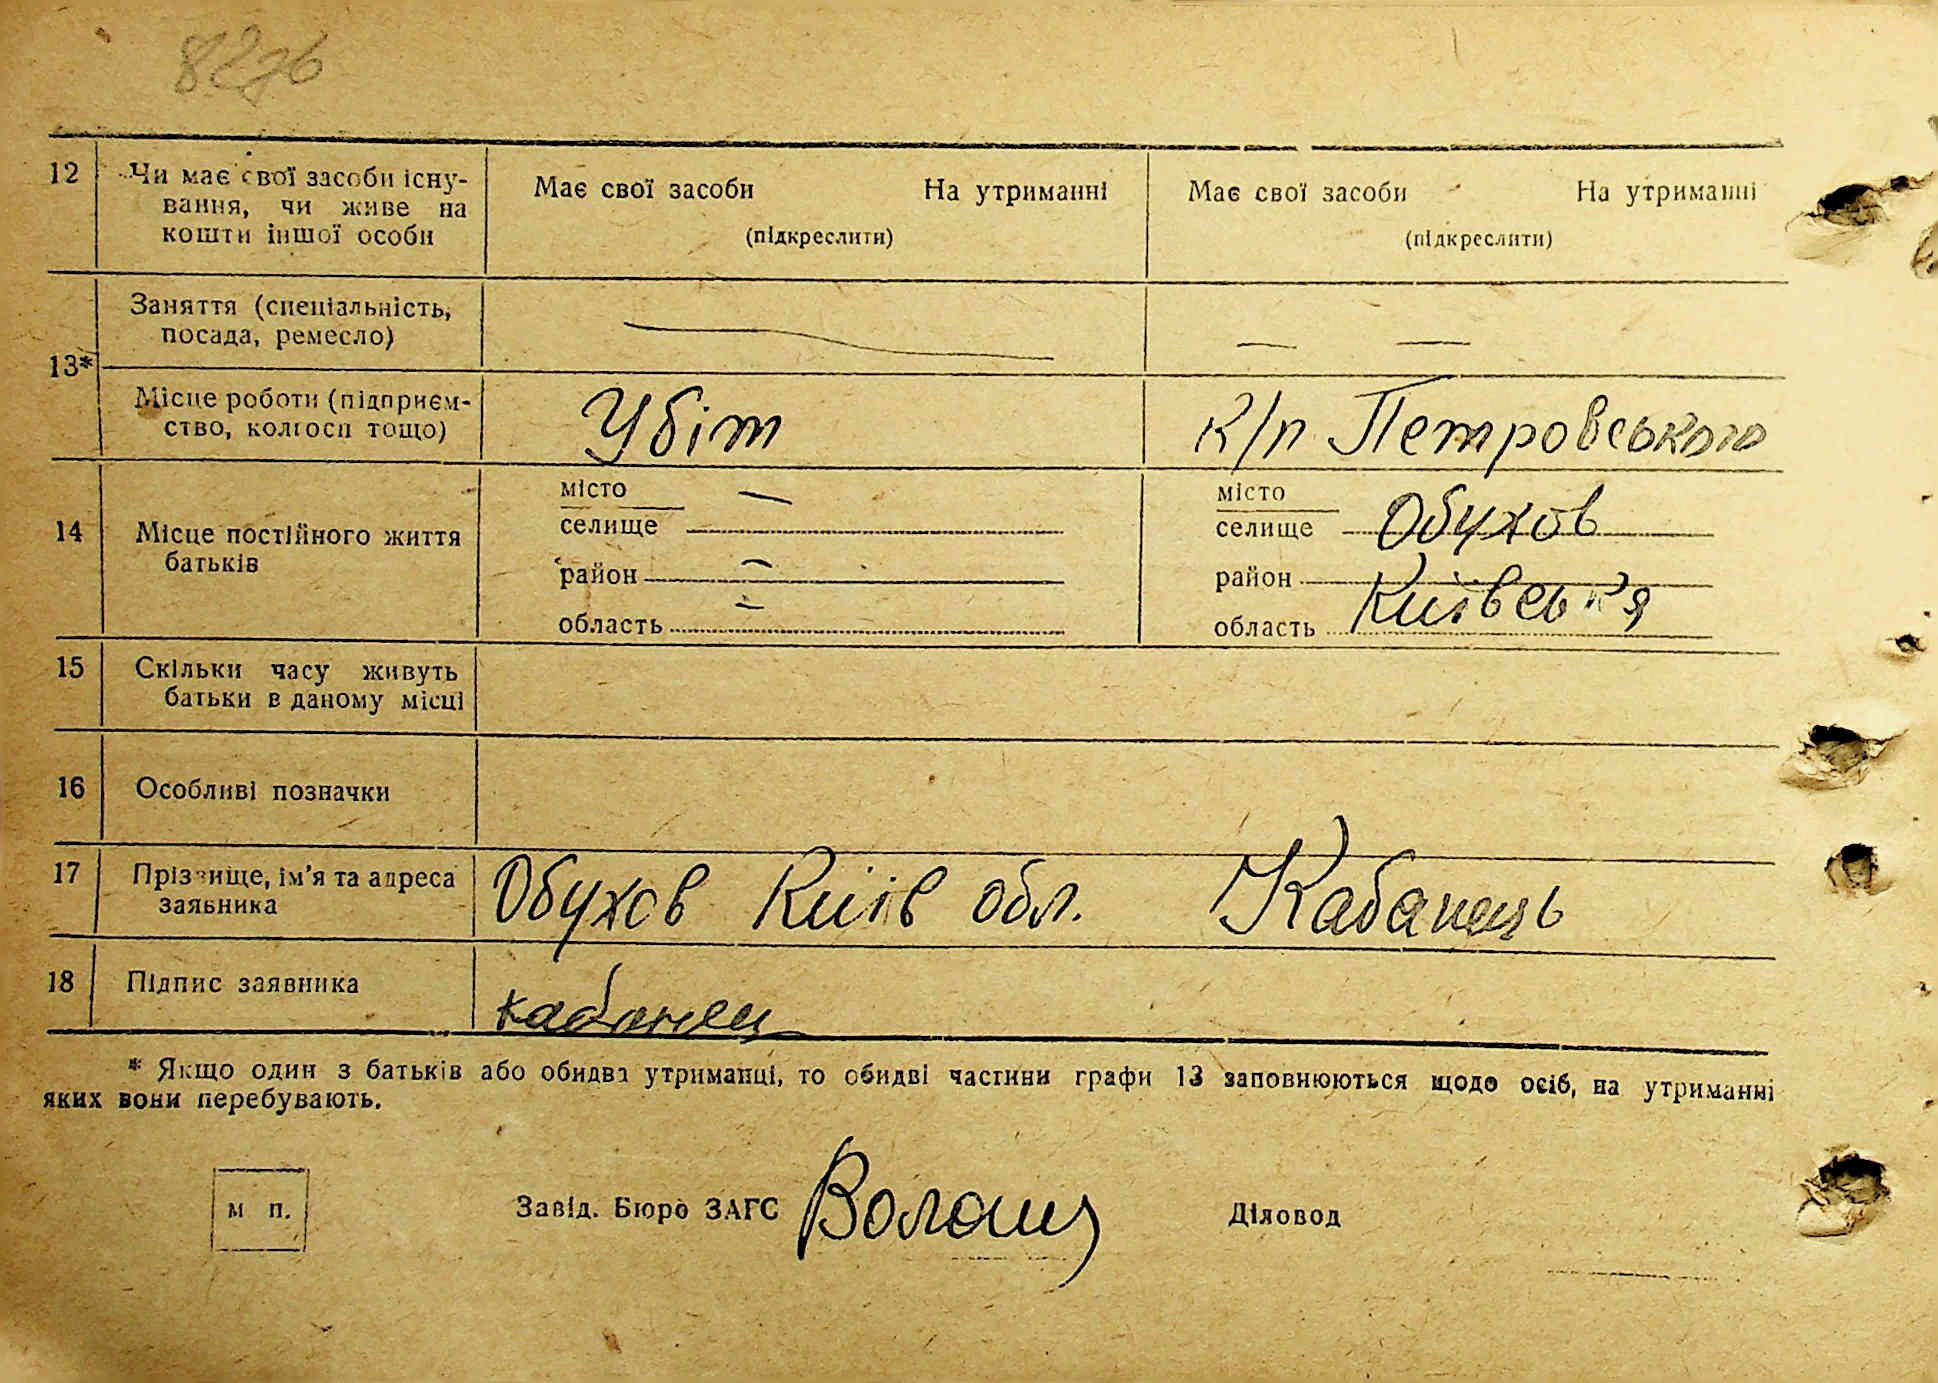 12 Чи має свої засоби існу- Має свої засоби На утриманні Має свої засоби На утриманні
вання, чи живе на
кошти іншої особи (підкреслити) (підкреслити)
Заняття (спеціальність,
посада, ремесло)
13*
Місце роботи (підприєм- Убіт к/п Петровського
ство, колгосп тощо)
місто — місто
14 Місце постійного життя селище селище Обухов
батьків
район — район
область — область Київськ'я
15 Скільки часу живуть
батьки в даному місці
16 Особливі позначки
17 Прізвище, ім'я та адреса Обухов Київ обл. Кабанець
заявника
18 Підпис заявника кабанец
* Якщо один з батьків або обидва утриманці, то обидві частини графи 13 заповнюються щодо осіб, на утриманні
яких вони перебувають.
м п. Завід. Бюро ЗАГС Діловод